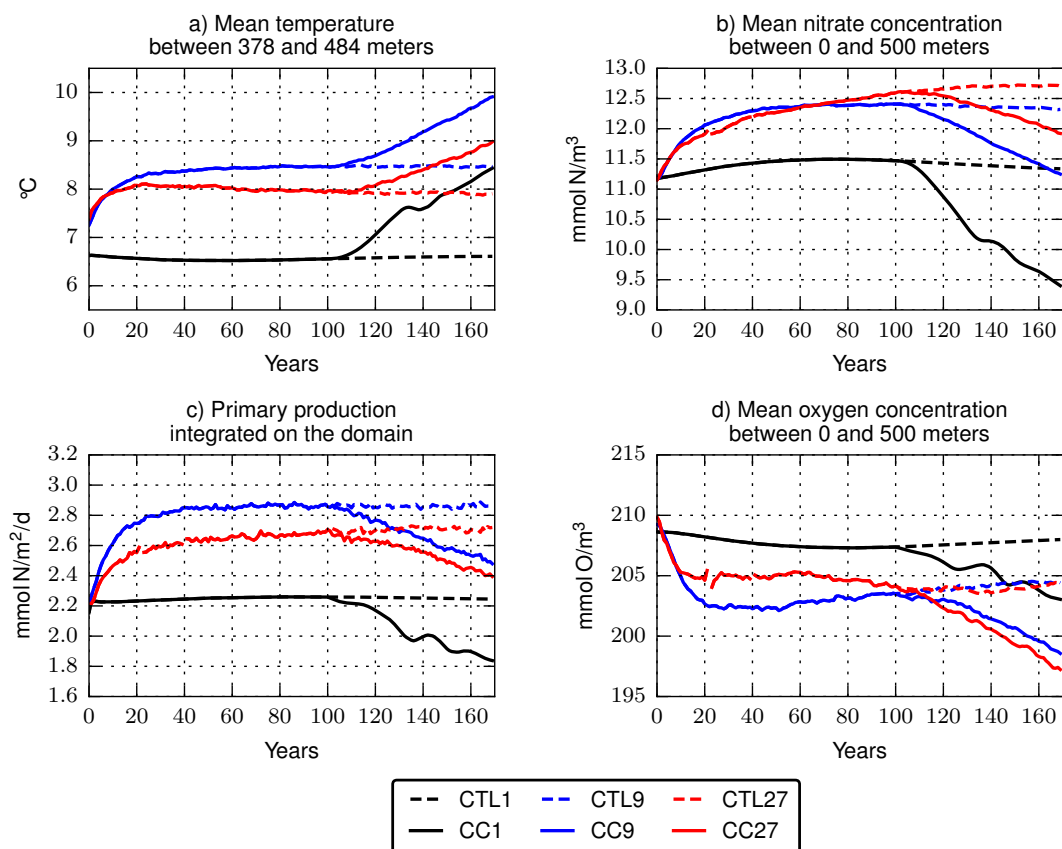 a) Mean temperature
between 378 and 484 meters
10
9
8
7
6
°C
0 20 40 60 80 100 120 140 160
Years
b) Mean nitrate concentration
between 0 and 500 meters
13.0
12.5
12.0
11.5
11.0
10.5
10.0
9.5
9.0
mmol N/m³
0 20 40 60 80 100 120 140 160
Years
c) Primary production
integrated on the domain
3.2
3.0
2.8
2.6
2.4
2.2
2.0
1.8
1.6
mmol N/m²/d
0 20 40 60 80 100 120 140 160
Years
d) Mean oxygen concentration
between 0 and 500 meters
215
210
205
200
195
mmol O/m³
0 20 40 60 80 100 120 140 160
Years
CTL1 CTL9 CTL27
CC1 CC9 CC27